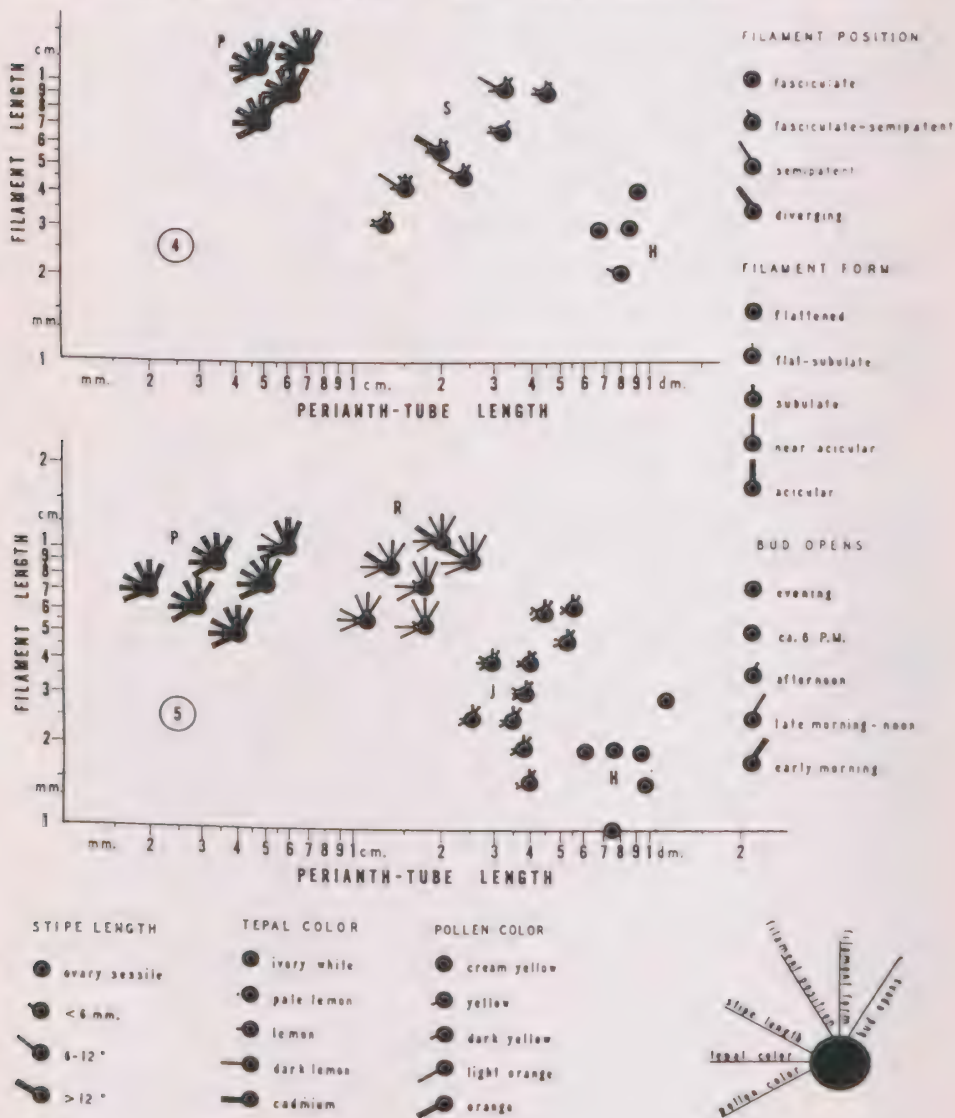 P
S
H
4
FILAMENT LENGTH
cm.
1
9
8
7
6
5
4
3
2
mm.
1
mm. 2 3 4 5 6 7 8 9 1 cm. 2 3 4 5 6 7 8 9 1 dm.
PERIANTH-TUBE LENGTH
FILAMENT POSITION
fasciculate
fasciculate-semipatent
semipatent
diverging
FILAMENT FORM
flattened
flat-subulate
subulate
near acicular
acicular
BUD OPENS
evening
ca. 6 P.M.
afternoon
late morning-noon
early morning
P
R
J
H
5
FILAMENT LENGTH
2
cm.
1
9
8
7
6
5
4
3
2
mm.
1
mm. 2 3 4 5 6 7 8 9 1 cm. 2 3 4 5 6 7 8 9 1 dm. 2
PERIANTH-TUBE LENGTH
STIPE LENGTH
ovary sessile
<6 mm.
6-12 "
>12 "
TEPAL COLOR
ivory white
pale lemon
lemon
dark lemon
cadmium
POLLEN COLOR
cream yellow
yellow
dark yellow
light orange
orange
pollen color
tepal color
stipe length
filament position
filament form
bud opens